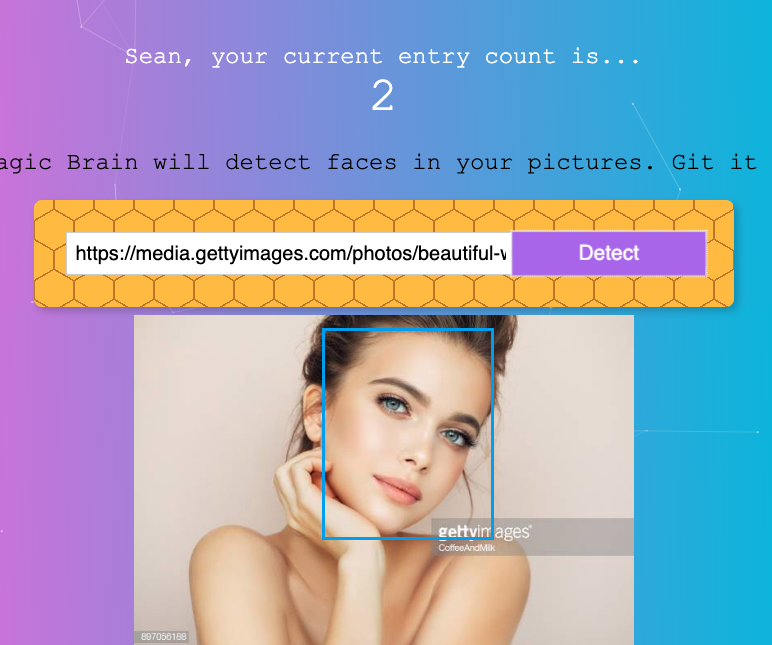 Sean, your current entry count is...
2
agic Brain will detect faces in your pictures. Git it
https://media.gettyimages.com/photos/beautiful-
Detect
gettyimages®
CoffeeAndMilk
897056188